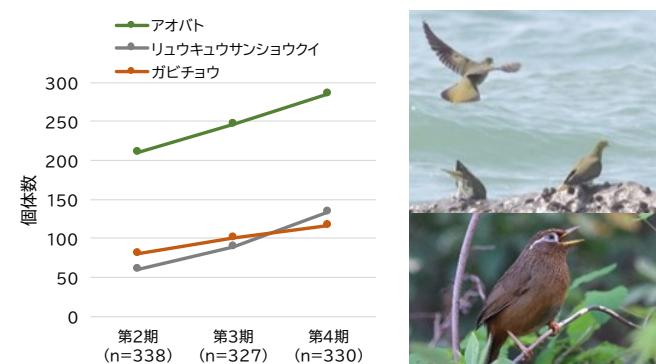 アオバト
リュウキュウサンショウクイ
ガビチョウ
300
250
200
150
100
50
0
個体数
第2期 第3期 第4期
(n=338) (n=327) (n=330)